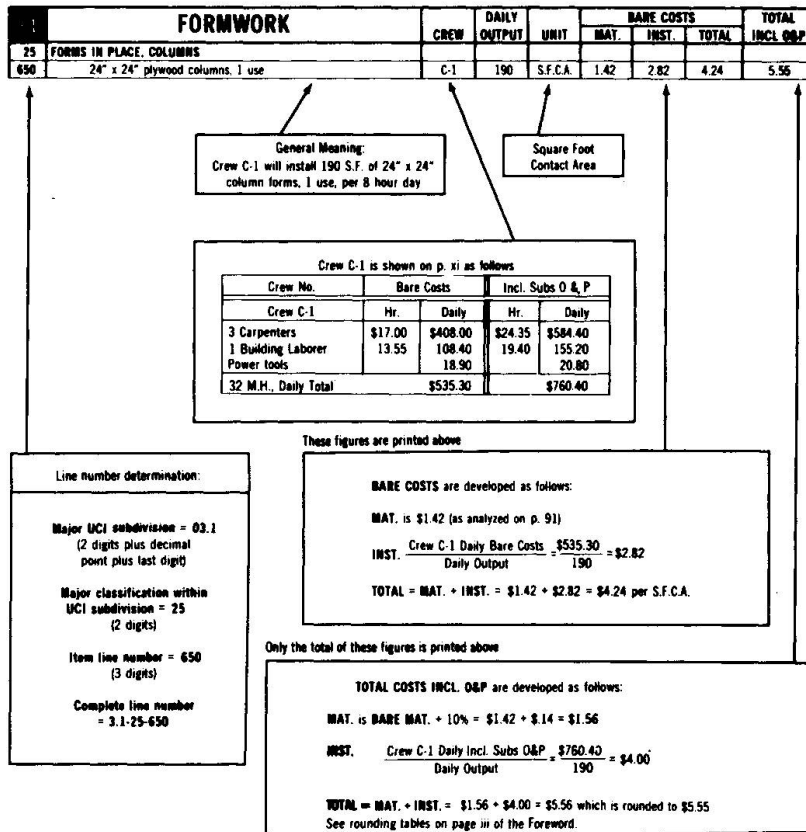 .1 FORMWORK CREW DAILY OUTPUT UNIT BARE COSTS MAT. INST. TOTAL TOTAL INCL O&P
25 FORMS IN PLACE, COLUMNS
650 24" x 24" plywood columns, 1 use C-1 190 S.F.C.A. 1.42 2.82 4.24 5.55
General Meaning:
Crew C-1 will install 190 S.F. of 24" x 24"
column forms, 1 use, per 8 hour day
Square Foot
Contact Area
Crew C-1 is shown on p. xi as follows
Crew No. Bare Costs Incl. Subs O & P
Crew C-1 Hr. Daily Hr. Daily
3 Carpenters $17.00 $408.00 $24.35 $584.40
1 Building Laborer 13.55 108.40 19.40 155.20
Power tools 18.90 20.80
32 M.H., Daily Total $535.30 $760.40
These figures are printed above
Line number determination:
Major UCI subdivision = 03.1
(2 digits plus decimal
point plus last digit)
Major classification within
UCI subdivision = 25
(2 digits)
Item line number = 650
(3 digits)
Complete line number
= 3.1-25-650
BARE COSTS are developed as follows:
MAT. is $1.42 (as analyzed on p. 91)
INST. Crew C-1 Daily Bare Costs / Daily Output = $535.30 / 190 = $2.82
TOTAL = MAT. + INST. = $1.42 + $2.82 = $4.24 per S.F.C.A.
Only the total of these figures is printed above
TOTAL COSTS INCL. O&P are developed as follows:
MAT. is BARE MAT. + 10% = $1.42 + $.14 = $1.56
INST. Crew C-1 Daily Incl. Subs O&P / Daily Output = $760.40 / 190 = $4.00
TOTAL = MAT. + INST. = $1.56 + $4.00 = $5.56 which is rounded to $5.55
See rounding tables on page iii of the Foreword.